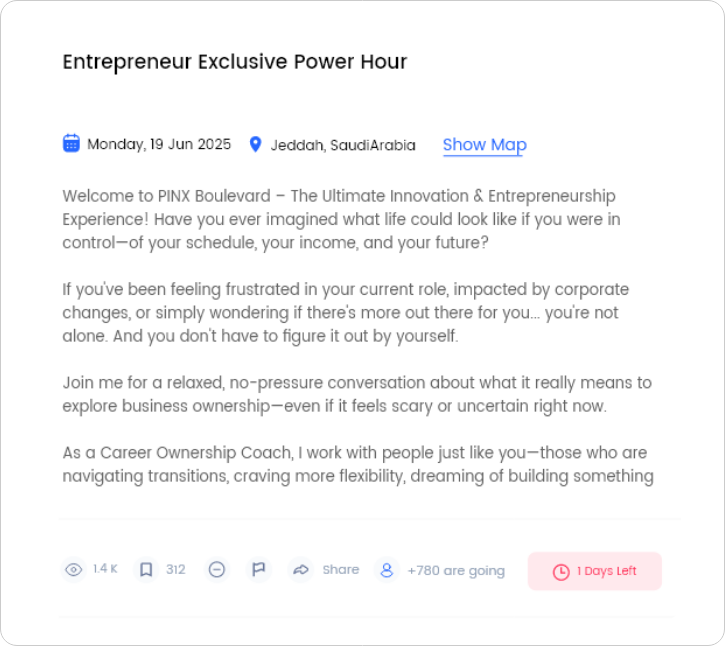 Entrepreneur Exclusive Power Hour
Monday, 19 Jun 2025 Jeddah, SaudiArabia Show Map
Welcome to PINX Boulevard – The Ultimate Innovation & Entrepreneurship
Experience! Have you ever imagined what life could look like if you were in
control—of your schedule, your income, and your future?
If you've been feeling frustrated in your current role, impacted by corporate
changes, or simply wondering if there's more out there for you... you're not
alone. And you don't have to figure it out by yourself.
Join me for a relaxed, no-pressure conversation about what it really means to
explore business ownership—even if it feels scary or uncertain right now.
As a Career Ownership Coach, I work with people just like you—those who are
navigating transitions, craving more flexibility, dreaming of building something
1.4 K 312 Share +780 are going 1 Days Left